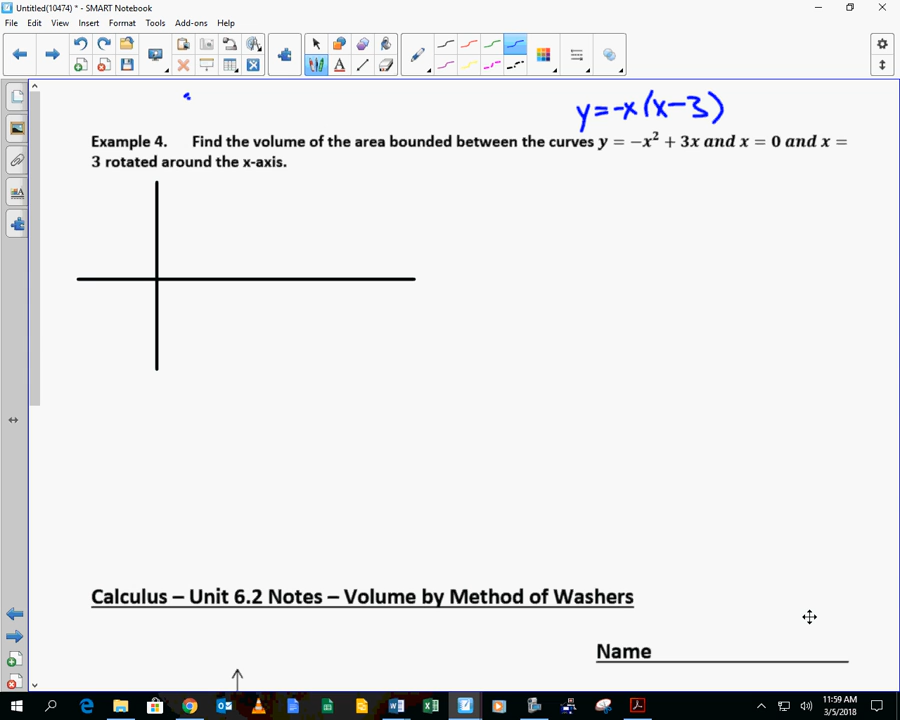 Untitled(10474) * - SMART Notebook
File Edit View Insert Format Tools Add-ons Help
y=-x(x-3)
Example 4. Find the volume of the area bounded between the curves y = −x² + 3x and x = 0 and x =
3 rotated around the x-axis.
Calculus – Unit 6.2 Notes – Volume by Method of Washers
Name
11:59 AM
3/5/2018